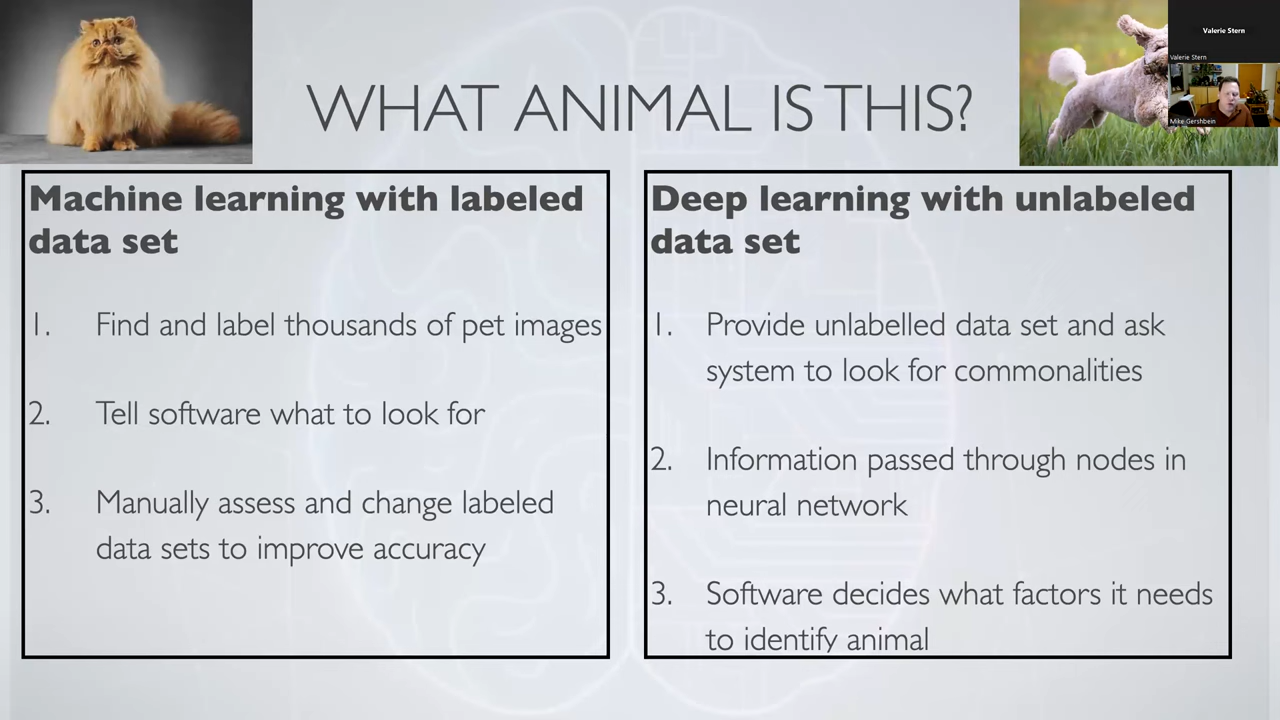 WHAT ANIMAL IS THIS?
Valerie Stern
Valerie Stern
Mike Gershbein
Machine learning with labeled
data set
1. Find and label thousands of pet images
2. Tell software what to look for
3. Manually assess and change labeled
data sets to improve accuracy
Deep learning with unlabeled
data set
1. Provide unlabelled data set and ask
system to look for commonalities
2. Information passed through nodes in
neural network
3. Software decides what factors it needs
to identify animal